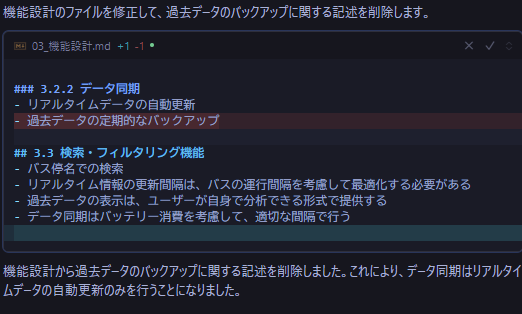 機能設計のファイルを修正して、過去データのバックアップに関する記述を削除します。
03_機能設計.md +1 -1
### 3.2.2 データ同期
- リアルタイムデータの自動更新
- 過去データの定期的なバックアップ
## 3.3 検索・フィルタリング機能
- バス停名での検索
- リアルタイム情報の更新間隔は、バスの運行間隔を考慮して最適化する必要がある
- 過去データの表示は、ユーザーが自身で分析できる形式で提供する
- データ同期はバッテリー消費を考慮して、適切な間隔で行う
機能設計から過去データのバックアップに関する記述を削除しました。これにより、データ同期はリアルタイ
ムデータの自動更新のみを行うことになりました。